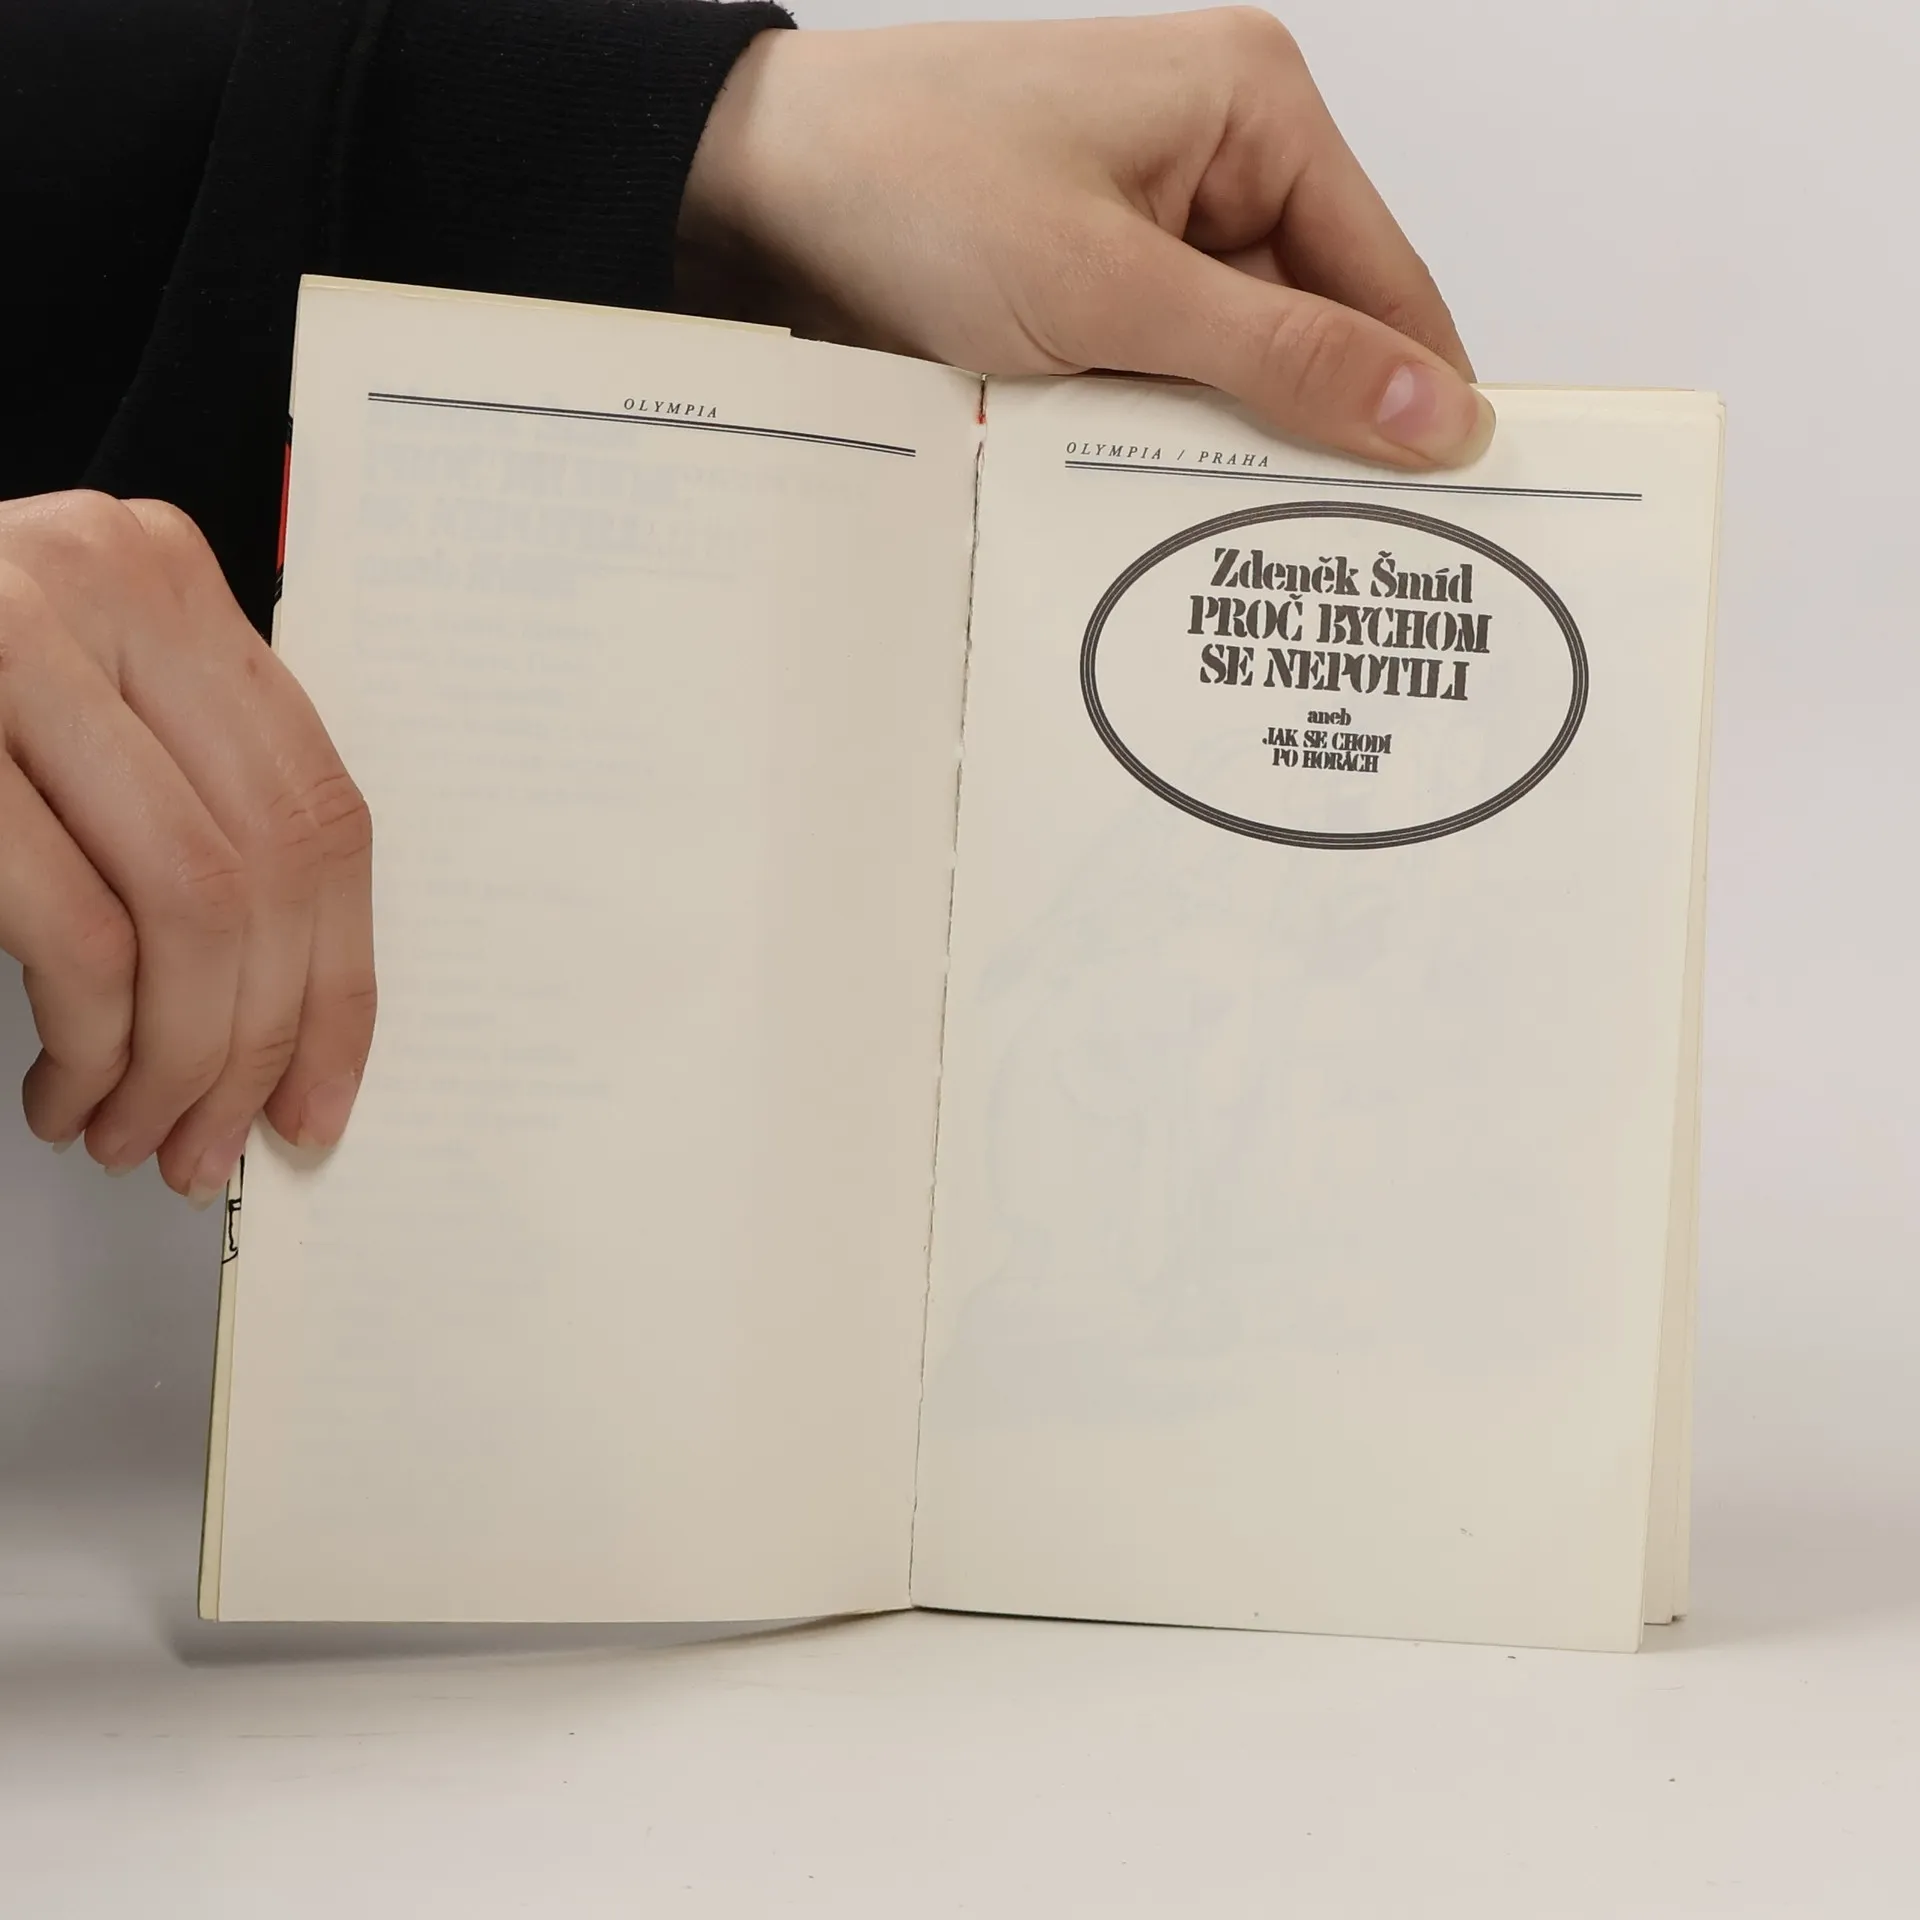 OLYMPIA
OLYMPIA / PRAHA
Zdeněk Šmíd
PROČ BYCHOM
SE NEPOTILI
aneb
JAK SE CHODÍ
PO HORÁCH